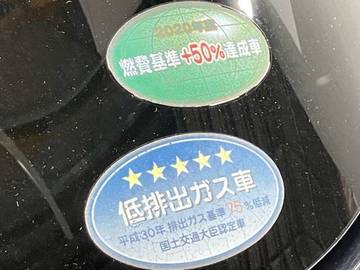 2020年度
燃費基準+50%達成車
★★★★★
低排出ガス車
平成30年 排出ガス基準75%低減
国土交通大臣認定車